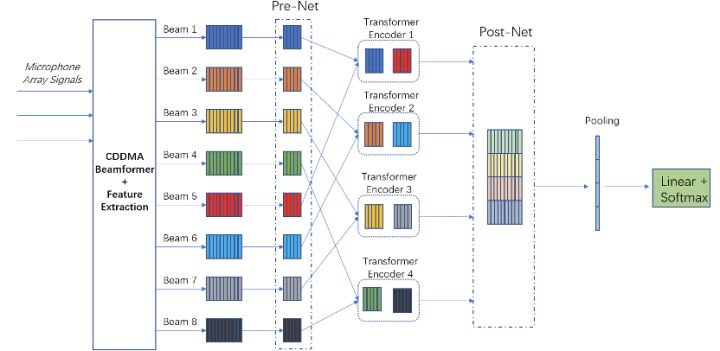 Microphone
Array Signals
CDDMA
Beamformer
+
Feature
Extraction
Beam 1
Beam 2
Beam 3
Beam 4
Beam 5
Beam 6
Beam 7
Beam 8
Pre-Net
Transformer
Encoder 1
Transformer
Encoder 2
Transformer
Encoder 3
Transformer
Encoder 4
Post-Net
Pooling
Linear +
Softmax